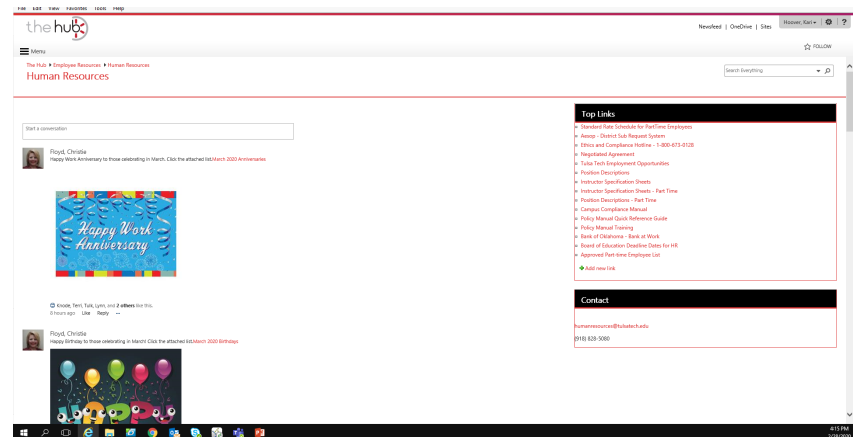 File Edit View Favorites Tools Help
the hub
Newsfeed | OneDrive | Sites
Hoover, Kari
?
Menu
FOLLOW
The Hub Employee Resources Human Resources
Human Resources
Search Everything
Start a conversation
Floyd, Christie
Happy Work Anniversary to those celebrating in March. Click the attached list.March 2020 Anniversaries
Happy Work
Anniversary
Knode, Terri, Tulk, Lynn, and 2 others like this.
8 hours ago Like Reply ...
Floyd, Christie
Happy Birthday to those celebrating in March! Click the attached list.March 2020 Birthdays
HAPPY
Top Links
Standard Rate Schedule for PartTime Employees
Aesop - District Sub Request System
Ethics and Compliance Hotline - 1-800-673-0128
Negotiated Agreement
Tulsa Tech Employment Opportunities
Position Descriptions
Instructor Specification Sheets
Instructor Specification Sheets - Part Time
Position Descriptions - Part Time
Campus Compliance Manual
Policy Manual Quick Reference Guide
Policy Manual Training
Bank of Oklahoma - Bank at Work
Board of Education Deadline Dates for HR
Approved Part-time Employee List
Add new link
Contact
humanresources@tulsatech.edu
(918) 828-5080
4:15 PM